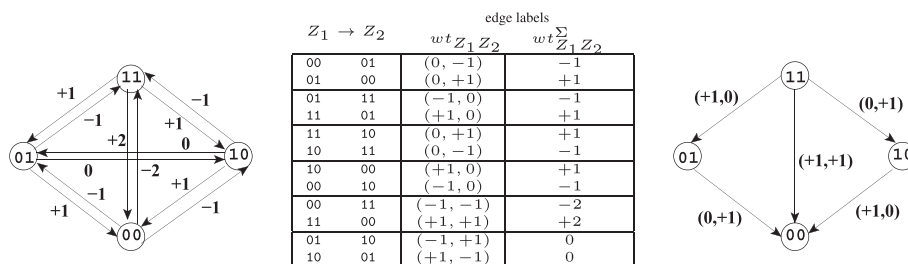 edge labels
Z1 → Z2 wtZ1Z2 wtΣZ1Z2
00 01 (0, −1) −1
01 00 (0, +1) +1
01 11 (−1, 0) −1
11 01 (+1, 0) +1
11 10 (0, +1) +1
10 11 (0, −1) −1
10 00 (+1, 0) +1
00 10 (−1, 0) −1
00 11 (−1, −1) −2
11 00 (+1, +1) +2
01 10 (−1, +1) 0
10 01 (+1, −1) 0
11
+1
−1
−1
+1
+2
0
01
10
0
−2
−1
+1
+1
−1
00
11
(+1,0)
(0,+1)
01
(+1,+1)
10
(0,+1)
(+1,0)
00